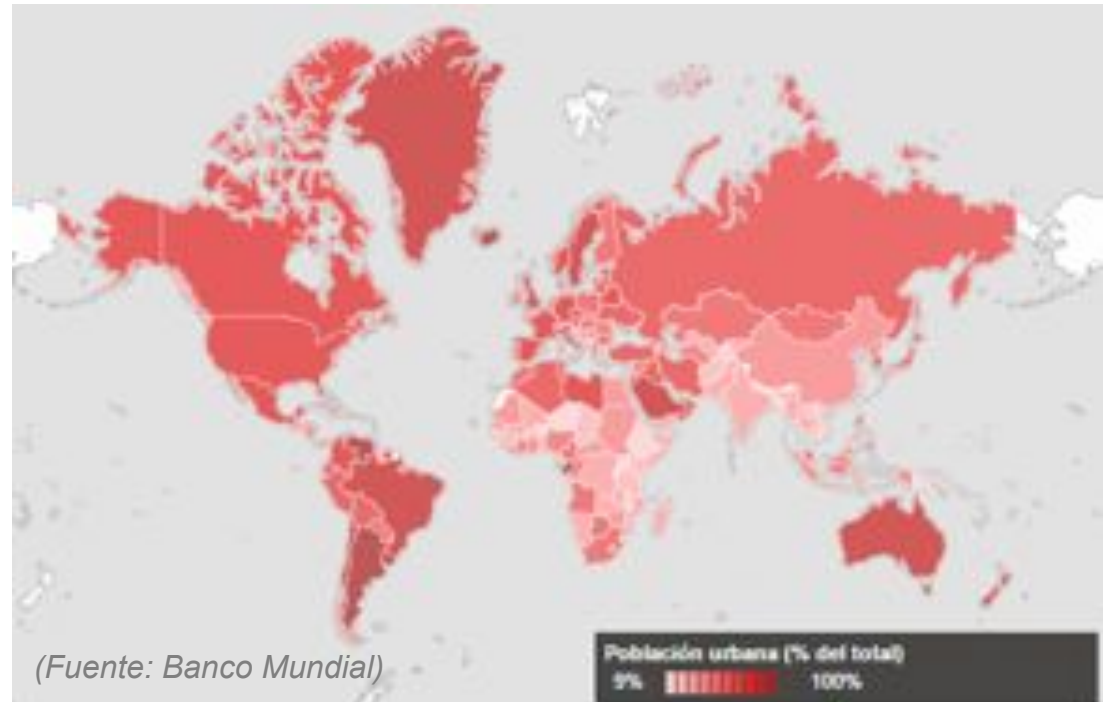 (Fuente: Banco Mundial)
Población urbana (% del total)
9% 100%